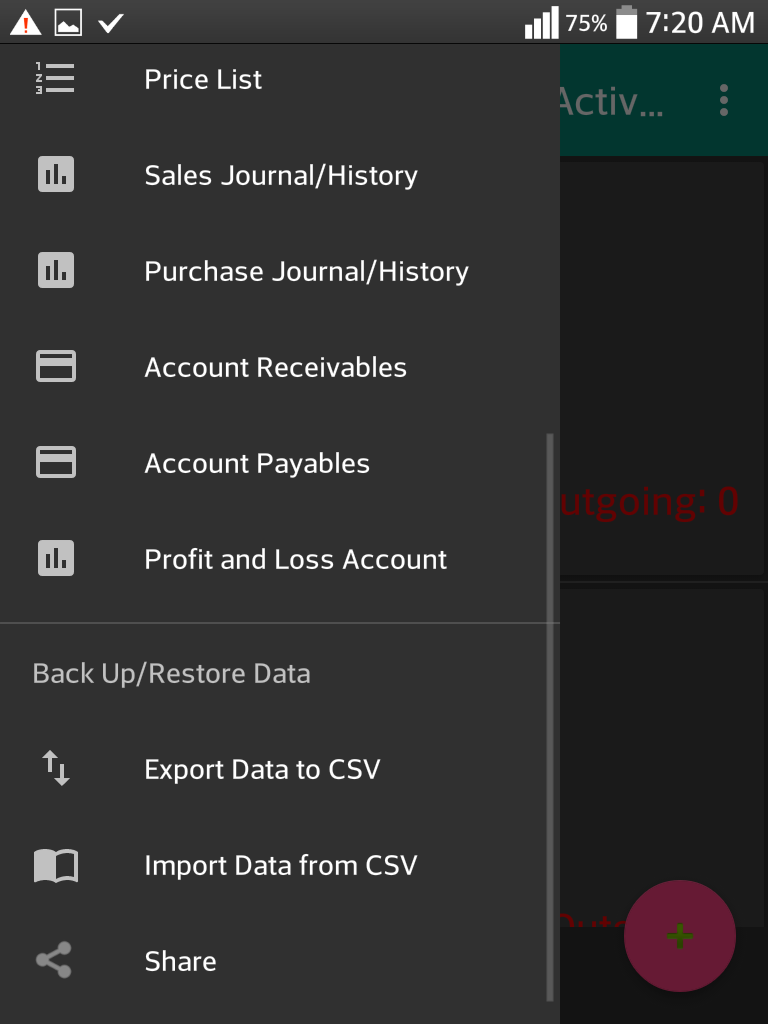 75% 7:20 AM
Activ...
Price List
Sales Journal/History
Purchase Journal/History
Account Receivables
Account Payables
utgoing: 0
Profit and Loss Account
Back Up/Restore Data
Export Data to CSV
Import Data from CSV
Share